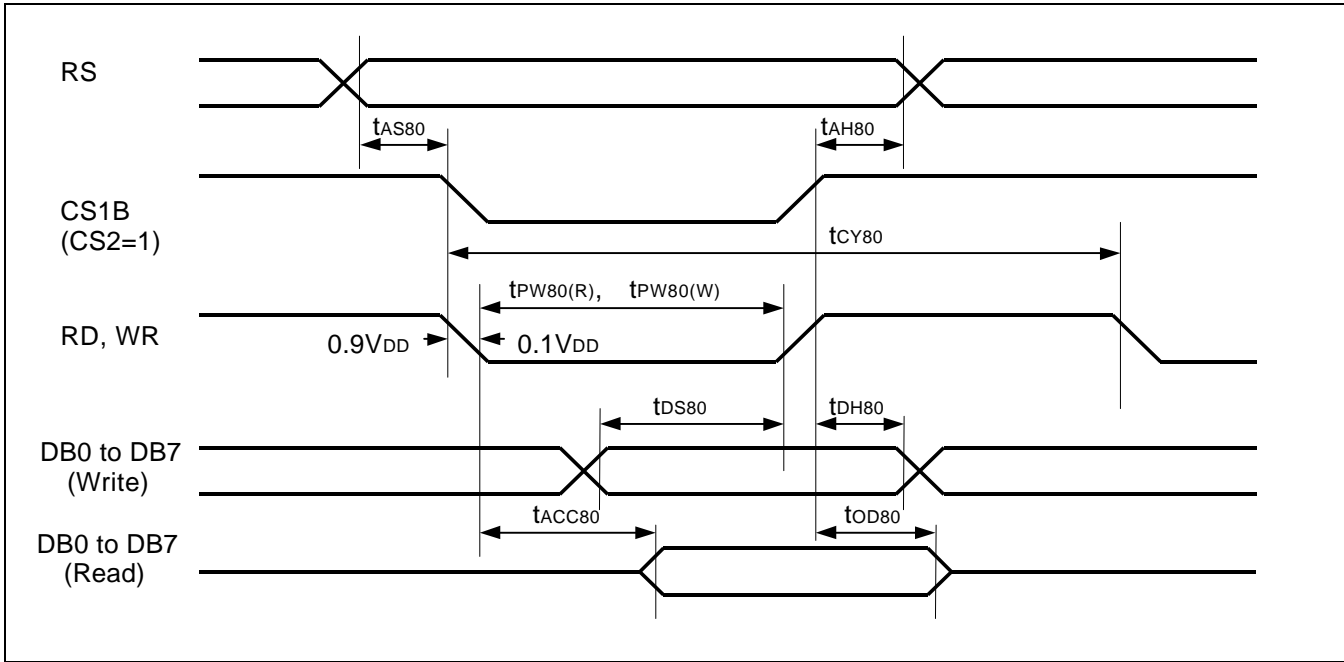 RS
tAS80
tAH80
CS1B
(CS2=1)
tCY80
tPW80(R), tPW80(W)
RD, WR
0.9VDD
0.1VDD
tDS80
tDH80
DB0 to DB7
(Write)
tACC80
tOD80
DB0 to DB7
(Read)